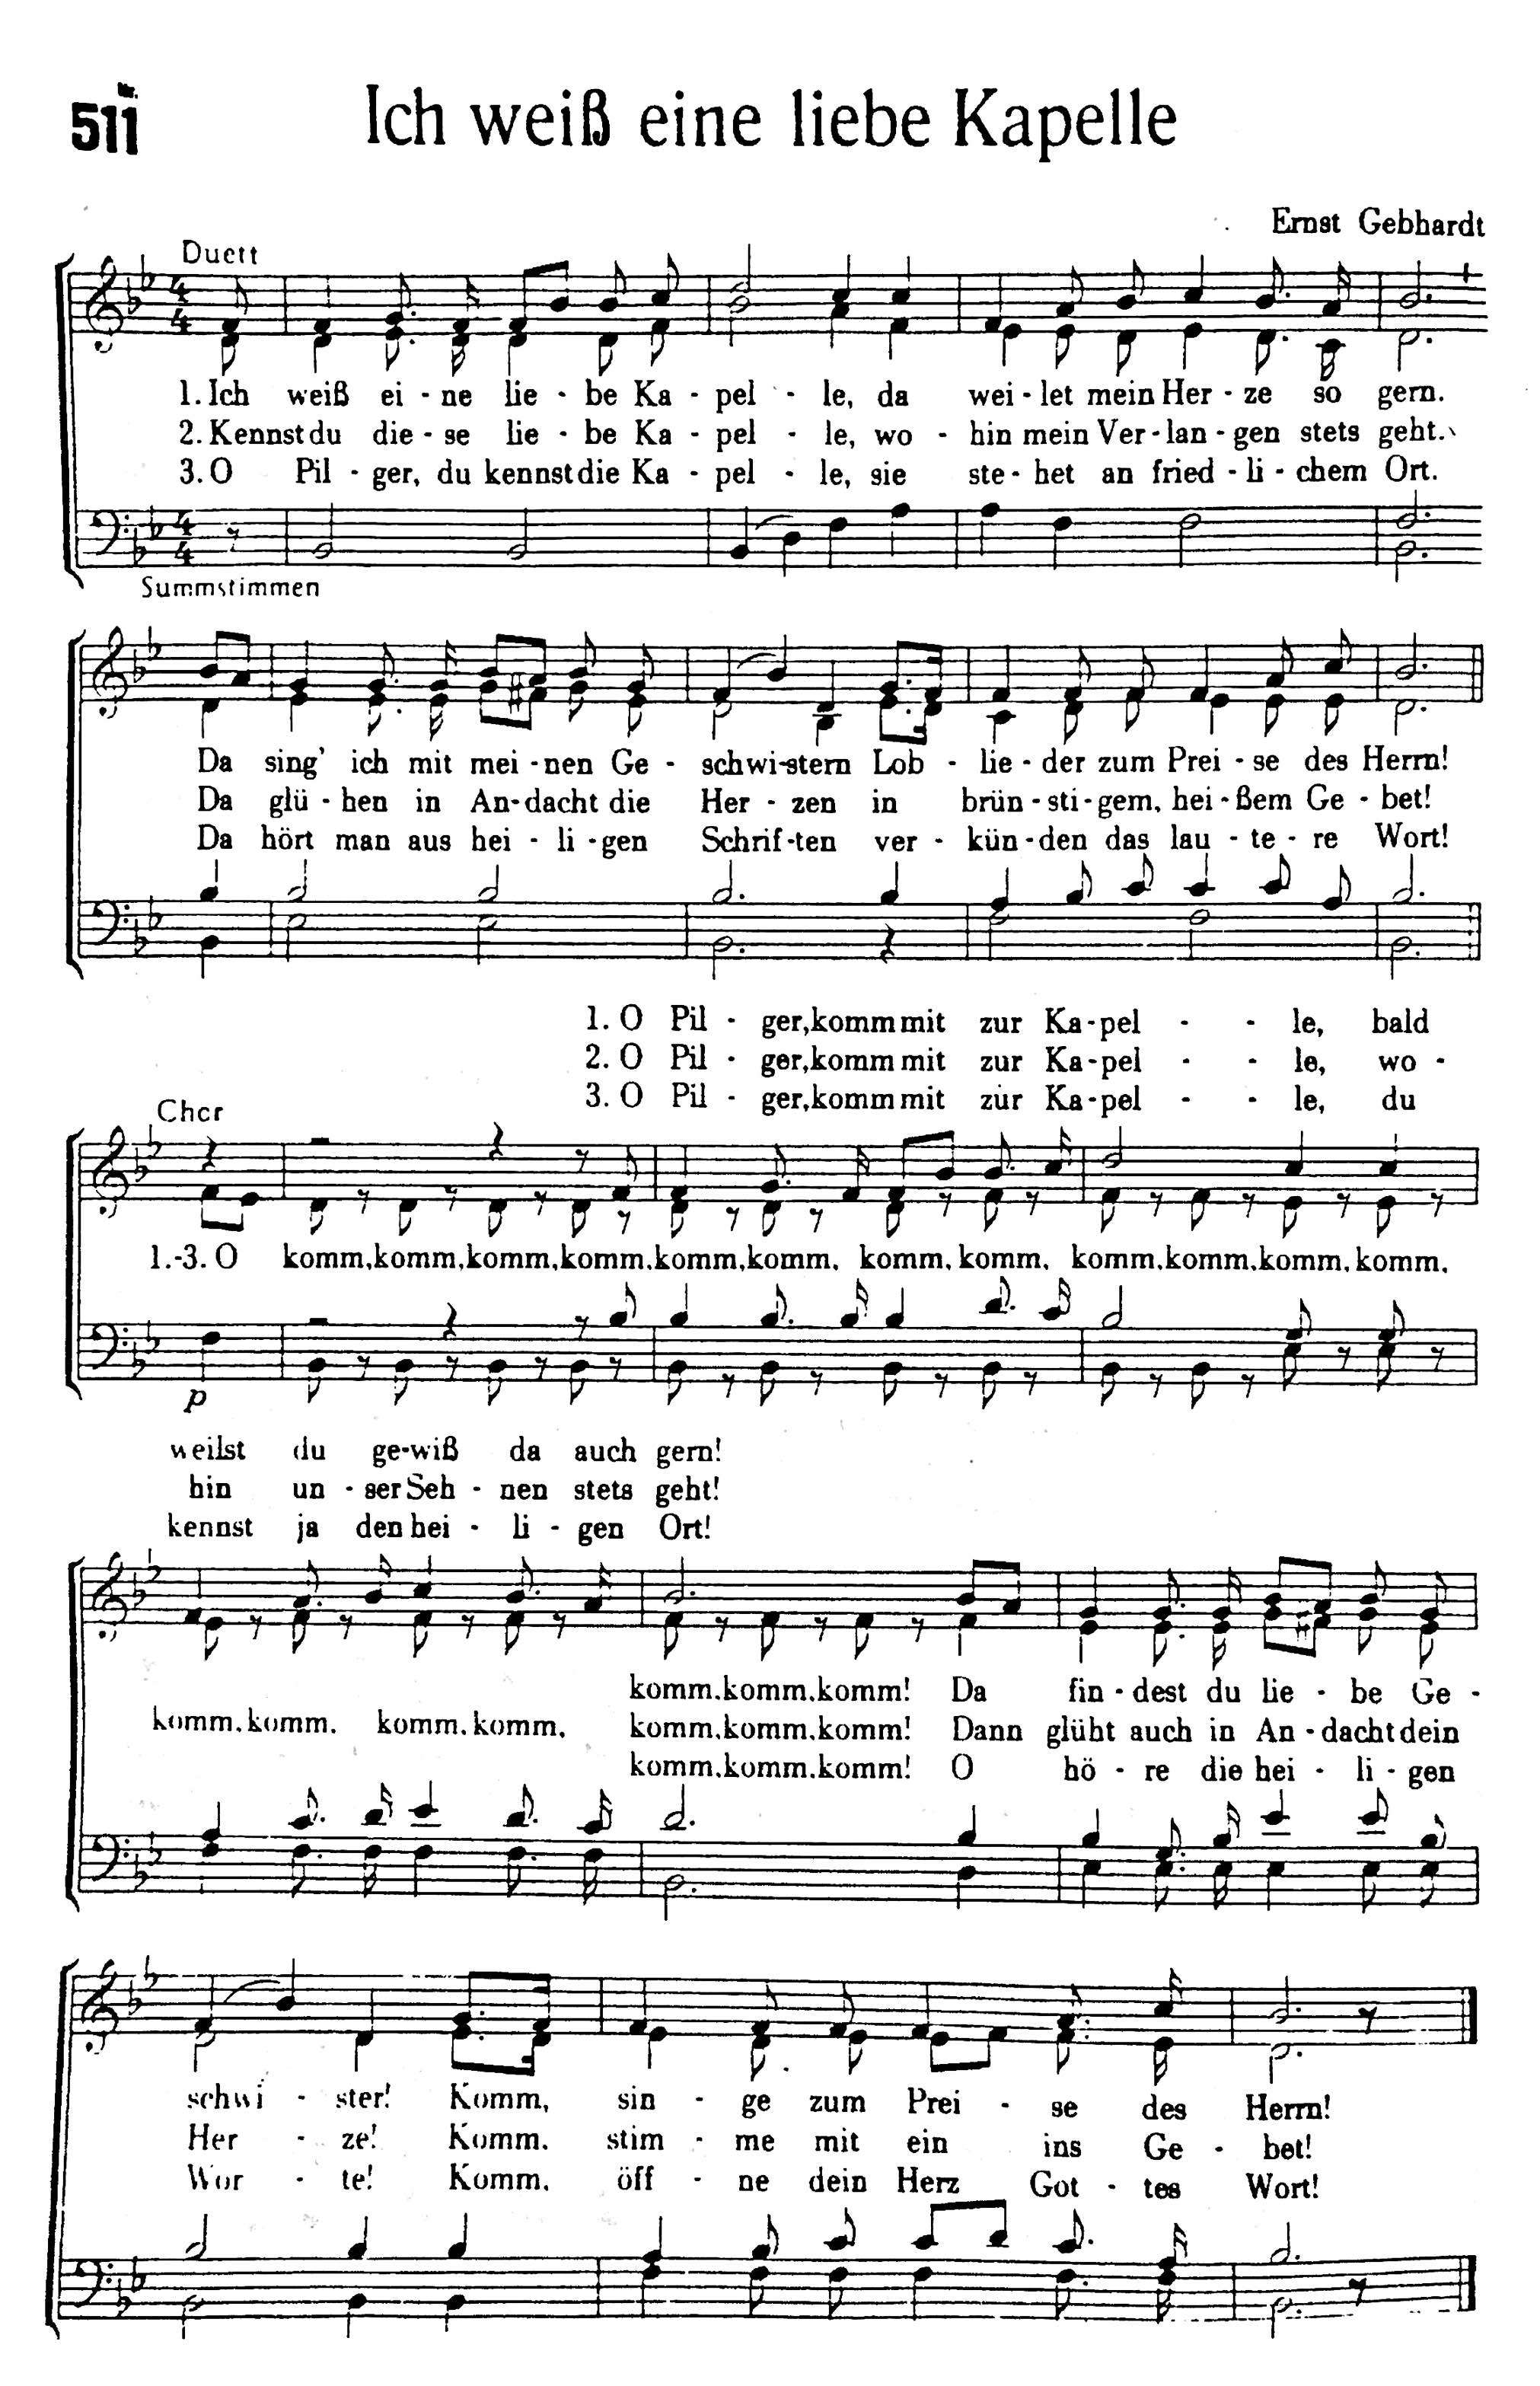 Nr.
511
Ich weiß eine liebe Kapelle
Ernst Gebhardt
Duett
1. Ich weiß ei - ne lie - be Ka - pel - le, da wei - let mein Her - ze so gern.
2. Kennst du die - se lie - be Ka - pel - le, wo - hin mein Ver - lan - gen stets geht.
3. O Pil - ger, du kennst die Ka - pel - le, sie ste - het an fried - li - chem Ort.
Summstimmen
Da sing' ich mit mei - nen Ge - schwi-stern Lob - lie - der zum Prei - se des Herrn!
Da glü - hen in An - dacht die Her - zen in brün - sti - gem, hei - ßem Ge - bet!
Da hört man aus hei - li - gen Schrif - ten ver - kün - den das lau - te - re Wort!
1. O Pil - ger, komm mit zur Ka - pel - - le, bald
2. O Pil - ger, komm mit zur Ka - pel - - le, wo -
3. O Pil - ger, komm mit zur Ka - pel - - le, du
Chor
1.-3. O komm, komm, komm, komm, komm, komm, komm, komm, komm, komm, komm, komm,
p
weilst du ge - wiß da auch gern!
hin un - ser Seh - nen stets geht!
kennst ja den hei - li - gen Ort!
komm, komm, komm! Da fin - dest du lie - be Ge -
komm, komm, komm, komm, komm, komm, komm! Dann glüht auch in An - dacht dein
komm, komm, komm! O hö - re die hei - li - gen
schwi - ster! Komm, sin - ge zum Prei - se des Herrn!
Her - ze! Komm, stim - me mit ein ins Ge - bet!
Wor - te! Komm, öff - ne dein Herz Got - tes Wort!